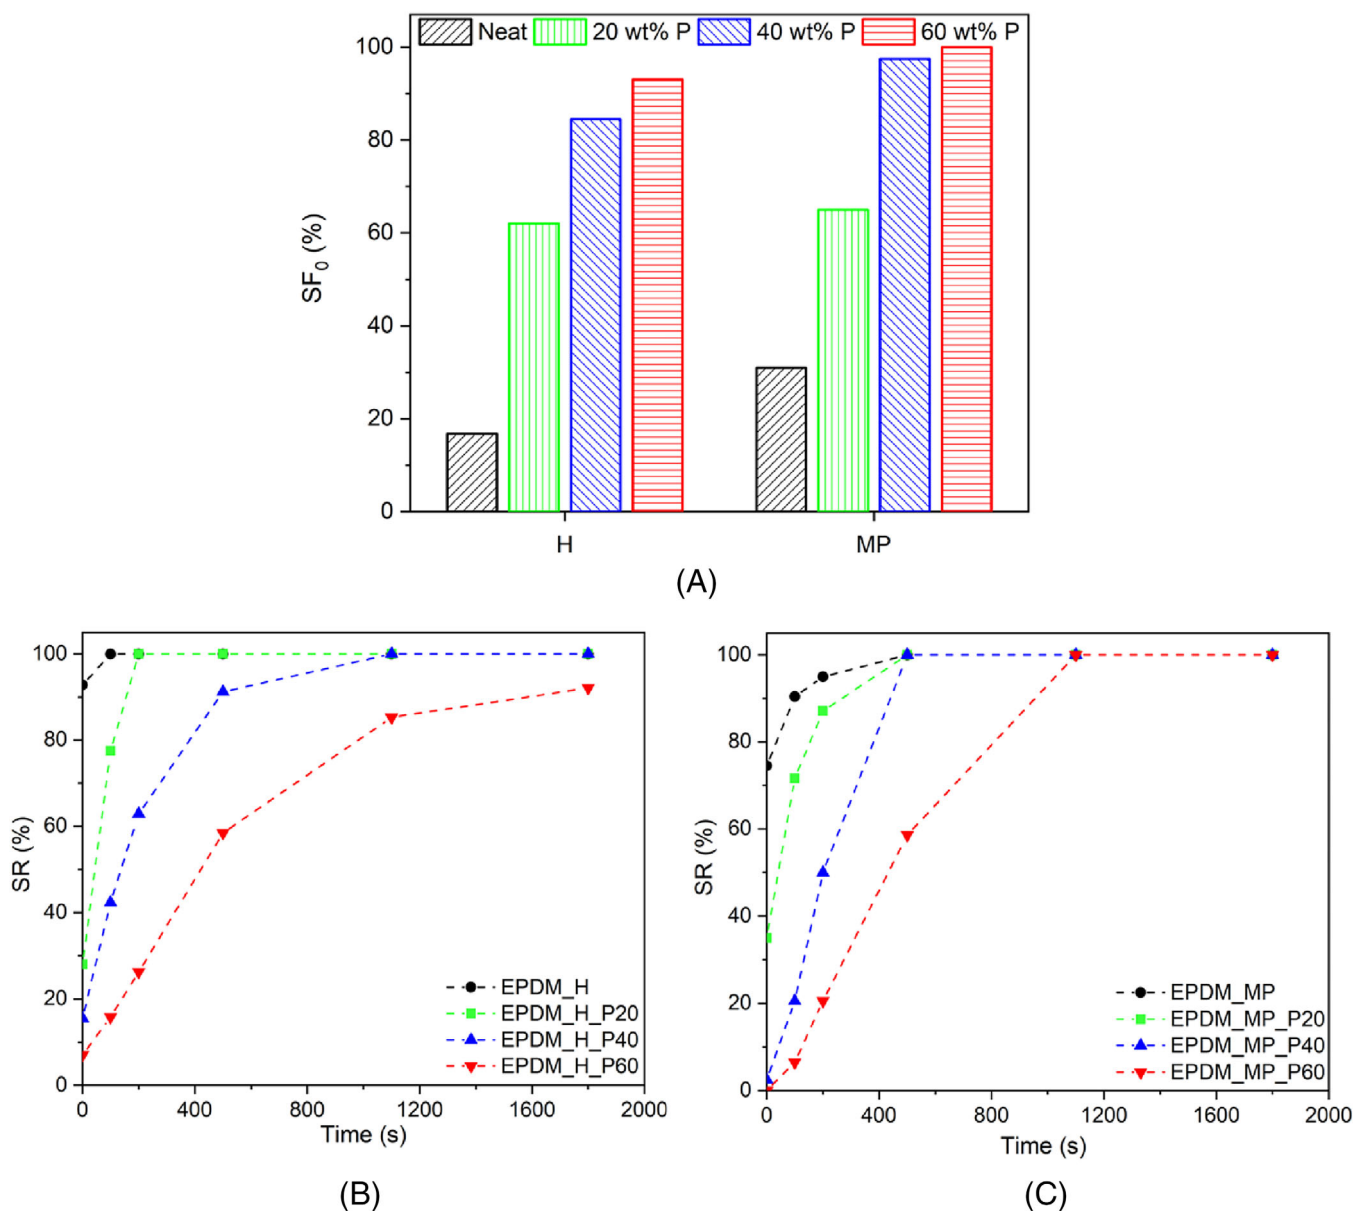 Neat 20 wt% P 40 wt% P 60 wt% P
100
80
60
40
20
0
SF₀ (%)
H MP
(A)
100
80
60
40
20
0
SR (%)
EPDM_H
EPDM_H_P20
EPDM_H_P40
EPDM_H_P60
0 400 800 1200 1600 2000
Time (s)
(B)
100
80
60
40
20
0
SR (%)
EPDM_MP
EPDM_MP_P20
EPDM_MP_P40
EPDM_MP_P60
0 400 800 1200 1600 2000
Time (s)
(C)